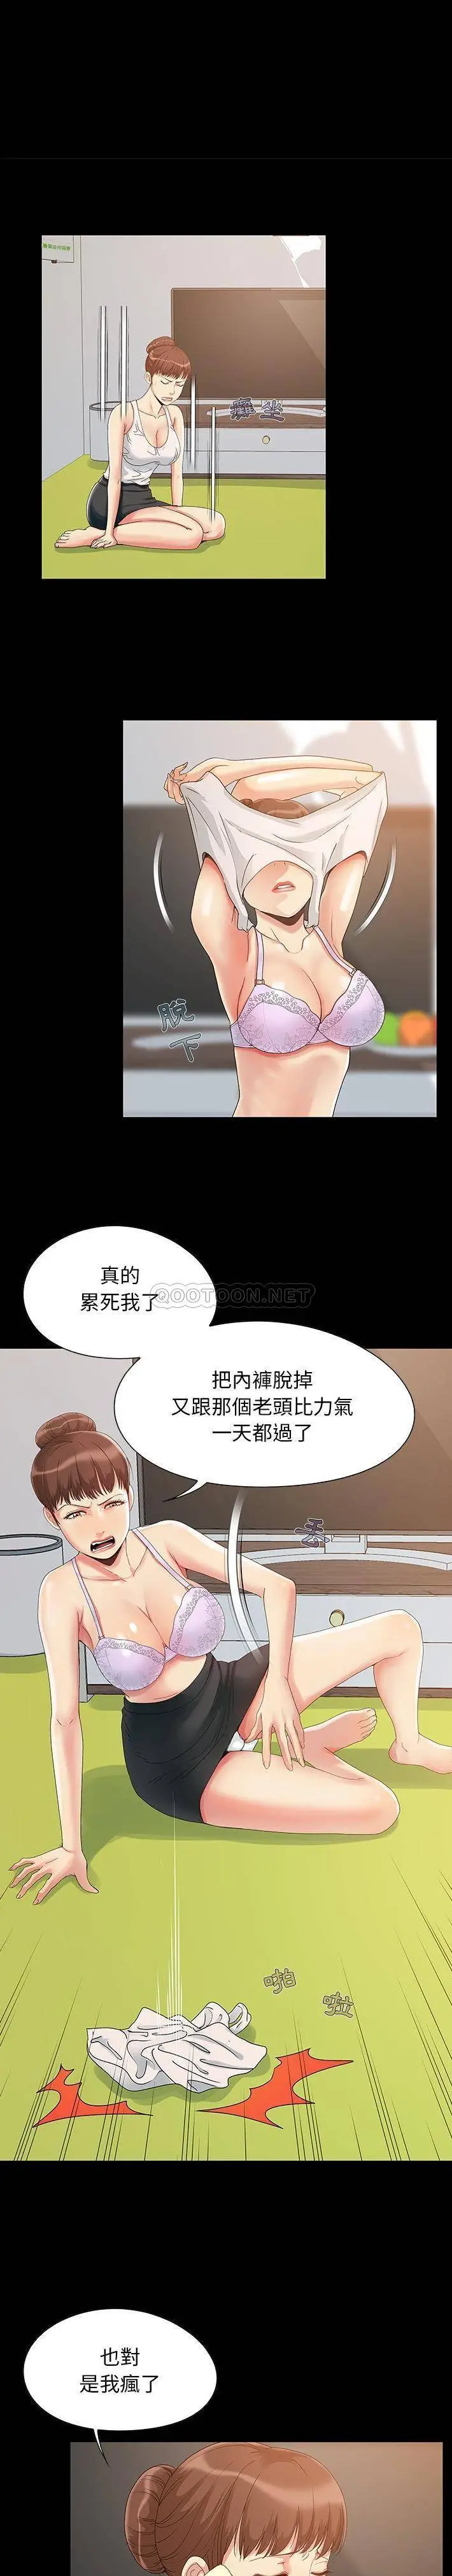 癱坐
脫
下
真的
累死我了
QOOTOON.NET
把內褲脫掉
又跟那個老頭比力氣
一天都過了
丟
啪
啦
也對
是我瘋了